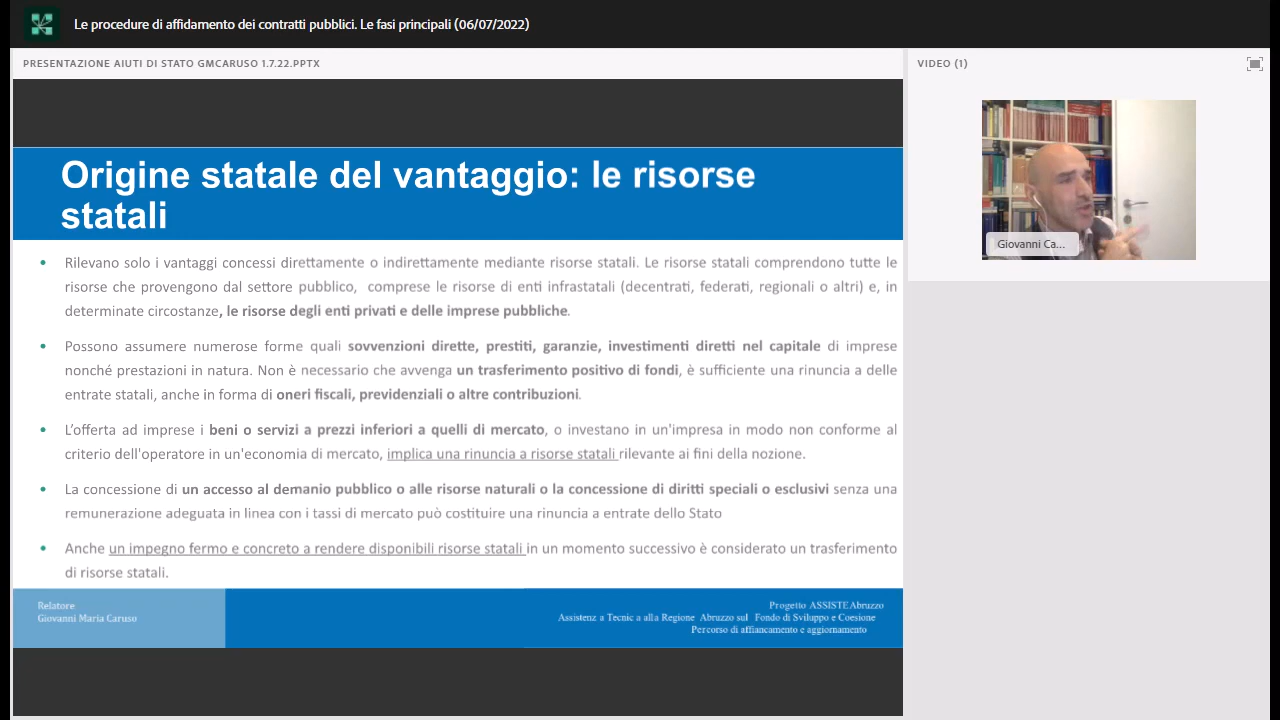 Le procedure di affidamento dei contratti pubblici. Le fasi principali (06/07/2022)
PRESENTAZIONE AIUTI DI STATO GMCARUSO 1.7.22.PPTX
VIDEO (1)
Origine statale del vantaggio: le risorse
statali
• Rilevano solo i vantaggi concessi direttamente o indirettamente mediante risorse statali. Le risorse statali comprendono tutte le
risorse che provengono dal settore pubblico, comprese le risorse di enti infrastatali (decentrati, federati, regionali o altri) e, in
determinate circostanze, le risorse degli enti privati e delle imprese pubbliche.
• Possono assumere numerose forme quali sovvenzioni dirette, prestiti, garanzie, investimenti diretti nel capitale di imprese
nonché prestazioni in natura. Non è necessario che avvenga un trasferimento positivo di fondi, è sufficiente una rinuncia a delle
entrate statali, anche in forma di oneri fiscali, previdenziali o altre contribuzioni.
• L'offerta ad imprese i beni o servizi a prezzi inferiori a quelli di mercato, o investano in un'impresa in modo non conforme al
criterio dell'operatore in un'economia di mercato, implica una rinuncia a risorse statali rilevante ai fini della nozione.
• La concessione di un accesso al demanio pubblico o alle risorse naturali o la concessione di diritti speciali o esclusivi senza una
remunerazione adeguata in linea con i tassi di mercato può costituire una rinuncia a entrate dello Stato
• Anche un impegno fermo e concreto a rendere disponibili risorse statali in un momento successivo è considerato un trasferimento
di risorse statali.
Relatore
Giovanni Maria Caruso
Progetto ASSISTEAbruzzo
Assistenz a Tecnic a alla Regione Abruzzo sul Fondo di Sviluppo e Coesione
Percorso di affiancamento e aggiornamento
Giovanni Ca...